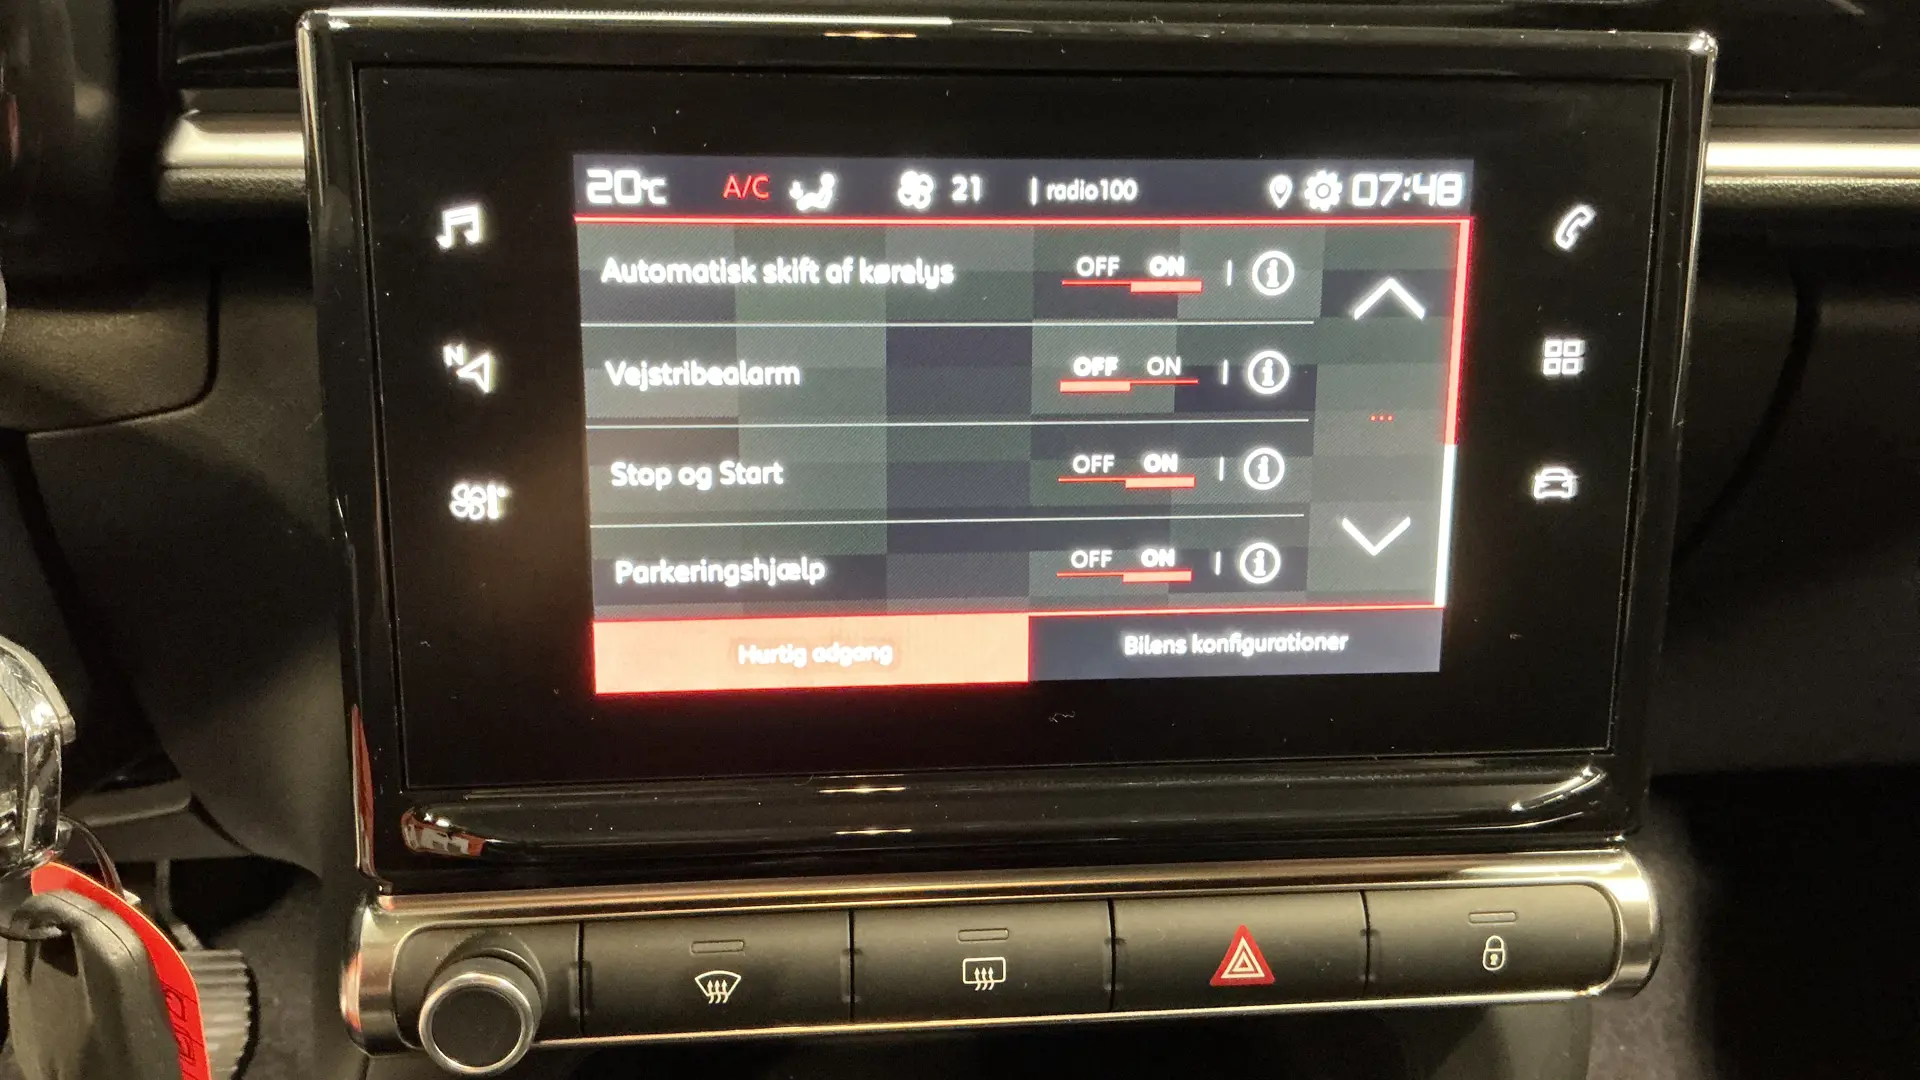 20°C A/C 21 radio100 07:48
Automatisk skift af kørelys OFF ON
Vejstribealarm OFF ON
Stop og Start OFF ON
Parkeringshjælp OFF ON
Hurtig adgang Bilens konfigurationer
N